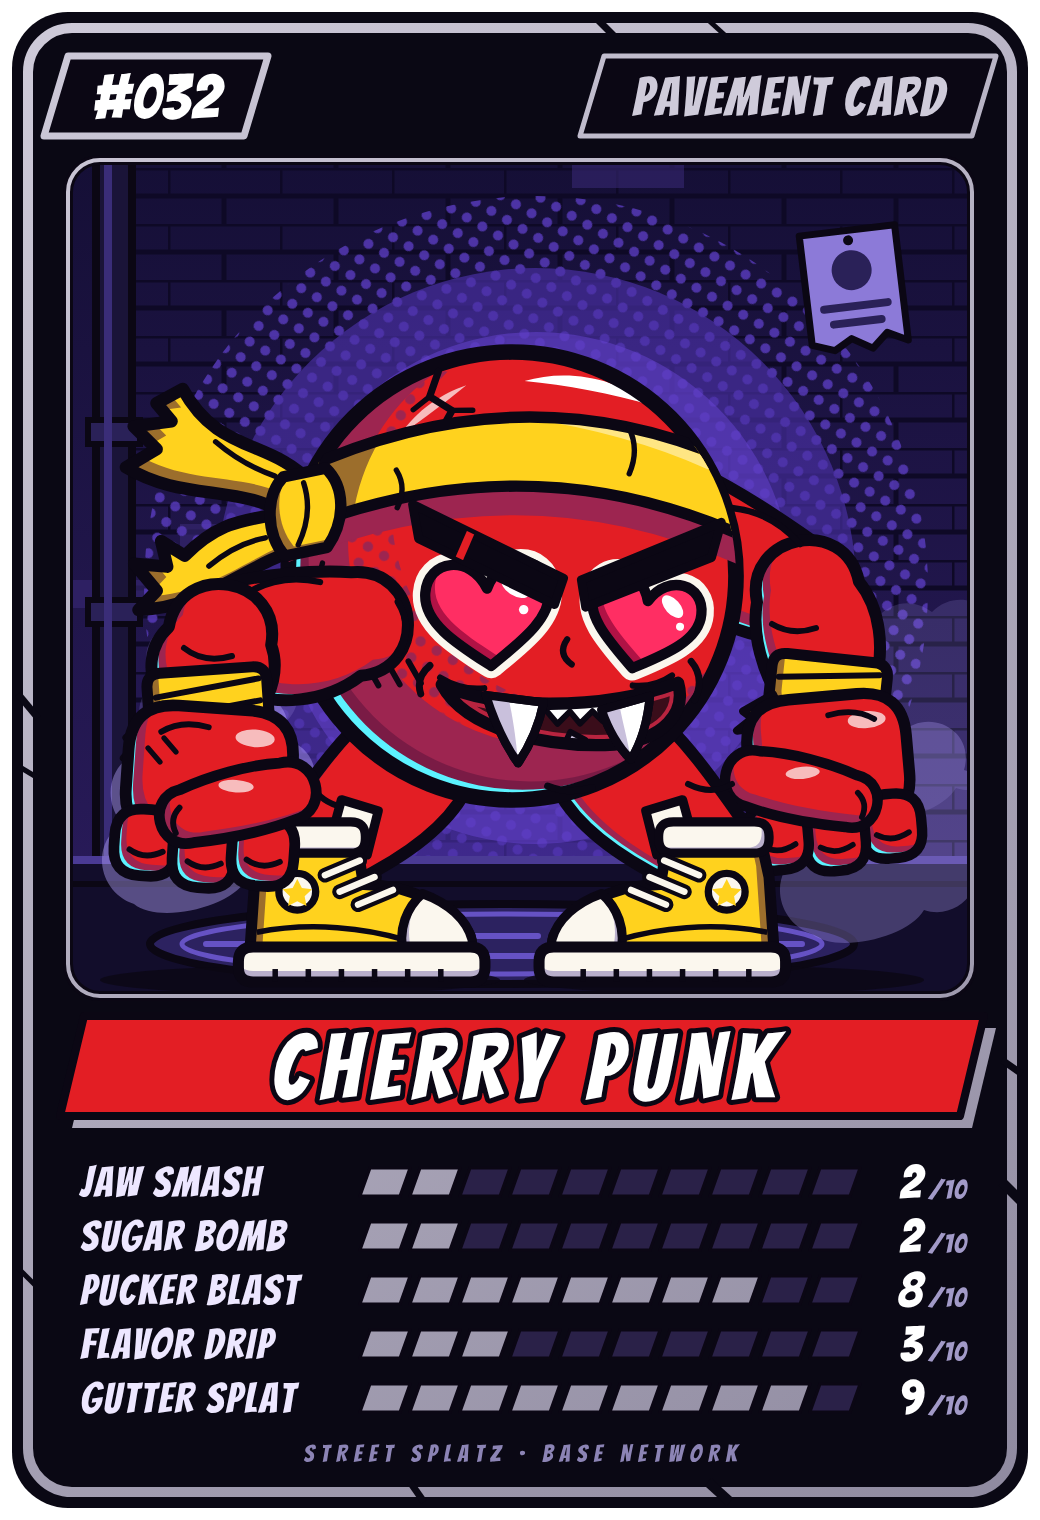 #032
PAVEMENT CARD
CHERRY PUNK
JAW SMASH 2/10
SUGAR BOMB 2/10
PUCKER BLAST 8/10
FLAVOR DRIP 3/10
GUTTER SPLAT 9/10
STREET SPLATZ · BASE NETWORK